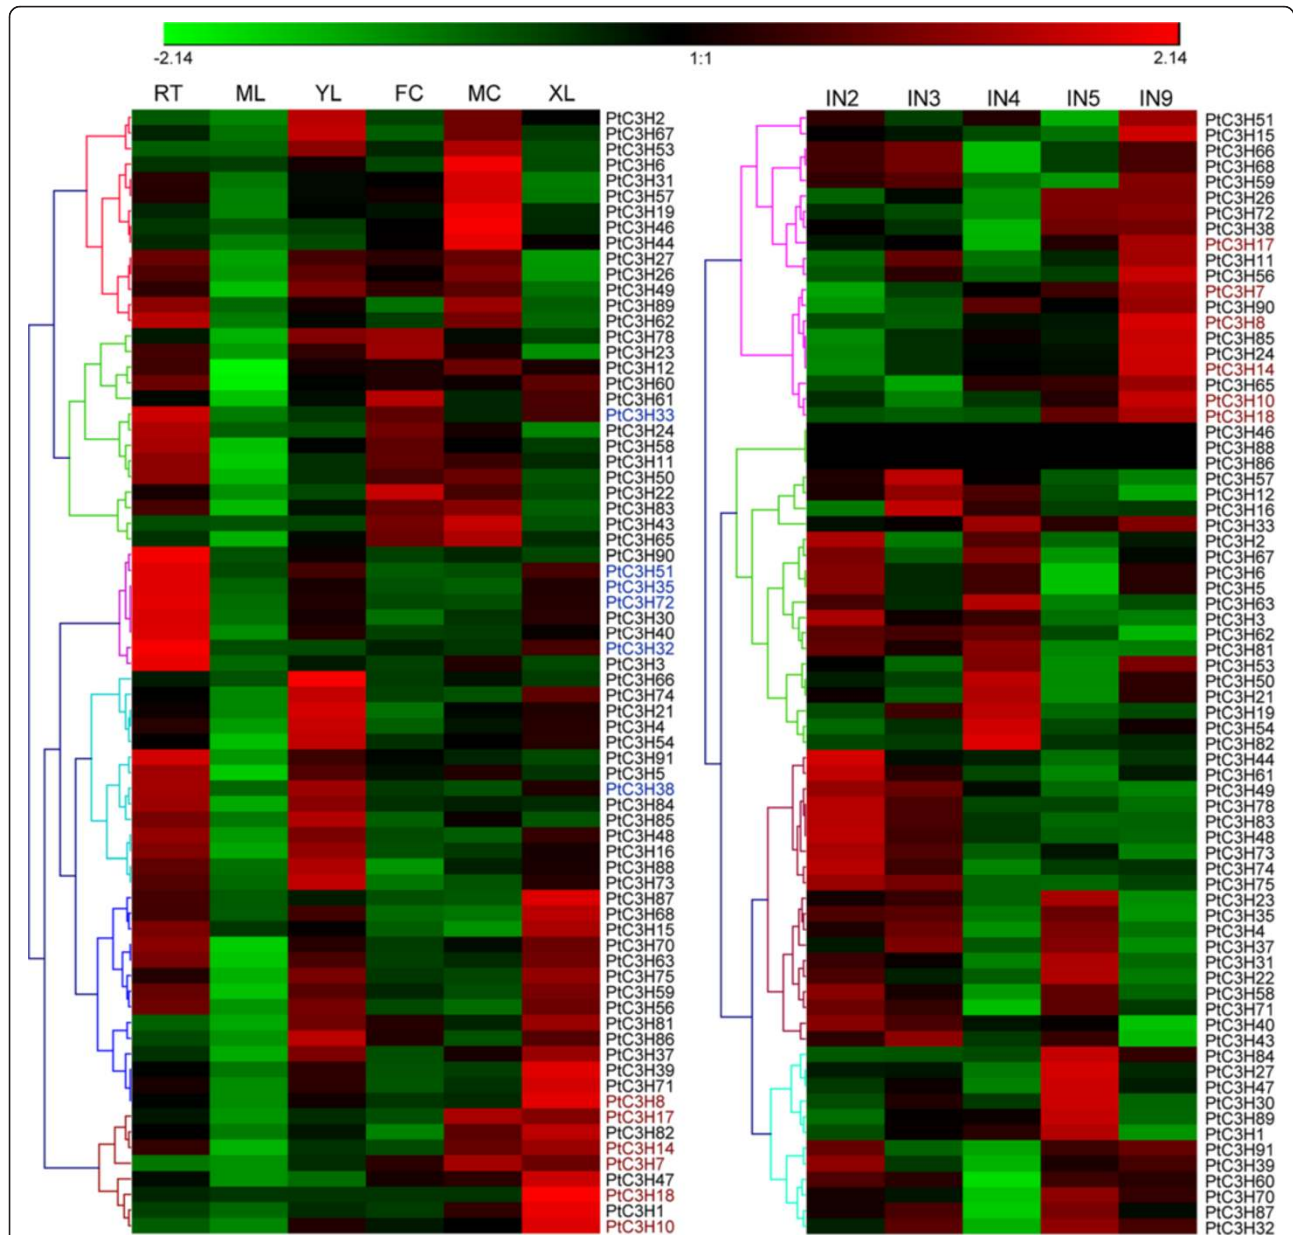 -2.14 1:1 2.14
RT ML YL FC MC XL
PtC3H2
PtC3H67
PtC3H53
PtC3H6
PtC3H31
PtC3H57
PtC3H19
PtC3H46
PtC3H44
PtC3H27
PtC3H26
PtC3H49
PtC3H89
PtC3H62
PtC3H78
PtC3H23
PtC3H12
PtC3H60
PtC3H61
PtC3H33
PtC3H24
PtC3H58
PtC3H11
PtC3H50
PtC3H22
PtC3H83
PtC3H43
PtC3H65
PtC3H90
PtC3H51
PtC3H35
PtC3H72
PtC3H30
PtC3H40
PtC3H32
PtC3H3
PtC3H66
PtC3H74
PtC3H21
PtC3H4
PtC3H54
PtC3H91
PtC3H5
PtC3H38
PtC3H84
PtC3H85
PtC3H48
PtC3H16
PtC3H88
PtC3H73
PtC3H87
PtC3H68
PtC3H15
PtC3H70
PtC3H63
PtC3H75
PtC3H59
PtC3H56
PtC3H81
PtC3H86
PtC3H37
PtC3H39
PtC3H71
PtC3H8
PtC3H17
PtC3H82
PtC3H14
PtC3H7
PtC3H47
PtC3H18
PtC3H1
PtC3H10
IN2 IN3 IN4 IN5 IN9
PtC3H51
PtC3H15
PtC3H66
PtC3H68
PtC3H59
PtC3H26
PtC3H72
PtC3H38
PtC3H17
PtC3H11
PtC3H56
PtC3H7
PtC3H90
PtC3H8
PtC3H85
PtC3H24
PtC3H14
PtC3H65
PtC3H10
PtC3H18
PtC3H46
PtC3H88
PtC3H86
PtC3H57
PtC3H12
PtC3H16
PtC3H33
PtC3H2
PtC3H67
PtC3H6
PtC3H5
PtC3H63
PtC3H3
PtC3H62
PtC3H81
PtC3H53
PtC3H50
PtC3H21
PtC3H19
PtC3H54
PtC3H82
PtC3H44
PtC3H61
PtC3H49
PtC3H78
PtC3H83
PtC3H48
PtC3H73
PtC3H74
PtC3H75
PtC3H23
PtC3H35
PtC3H4
PtC3H37
PtC3H31
PtC3H22
PtC3H58
PtC3H71
PtC3H40
PtC3H43
PtC3H84
PtC3H27
PtC3H47
PtC3H30
PtC3H89
PtC3H1
PtC3H91
PtC3H39
PtC3H60
PtC3H70
PtC3H87
PtC3H32